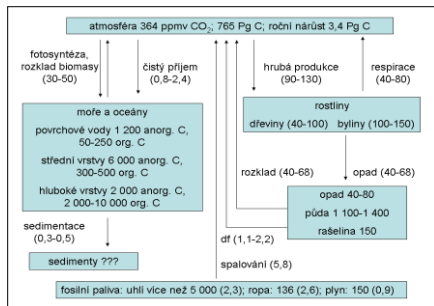 atmosféra 364 ppmv CO2; 765 Pg C; roční nárůst 3,4 Pg C
fotosyntéza,
rozklad biomasy
(30-50)
čistý příjem
(0,8-2,4)
hrubá produkce
(90-130)
respirace
(40-80)
moře a oceány
povrchové vody 1 200 anorg. C,
50-250 org. C
střední vrstvy 6 000 anorg. C,
300-500 org. C
hluboké vrstvy 2 000 anorg. C,
2 000-10 000 org. C
rostliny
dřeviny (40-100) byliny (100-150)
rozklad (40-68)
opad (40-68)
opad 40-80
půda 1 100-1 400
rašelina 150
sedimentace
(0,3-0,5)
df (1,1-2,2)
sedimenty ???
spalování (5,8)
fosilní paliva: uhlí více než 5 000 (2,3); ropa: 136 (2,6); plyn: 150 (0,9)